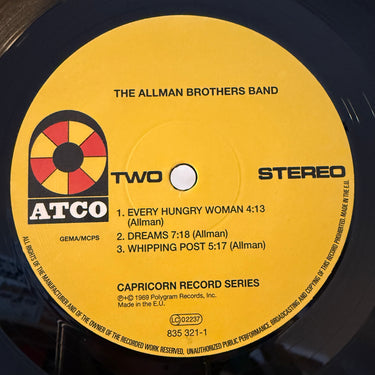 THE ALLMAN BROTHERS BAND
ATCO
TWO
STEREO
GEMA/MCPS
1. EVERY HUNGRY WOMAN 4:13
(Allman)
2. DREAMS 7:18 (Allman)
3. WHIPPING POST 5:17 (Allman)
CAPRICORN RECORD SERIES
℗+© 1969 Polygram Records, Inc.
Made in the E.U.
LC 02237
835 321-1
ALL RIGHTS OF THE MANUFACTURER AND OF THE OWNER OF THE RECORDED WORK RESERVED. UNAUTHORIZED PUBLIC PERFORMANCE, BROADCASTING AND COPYING OF THIS RECORD PROHIBITED. MADE IN THE E.U.